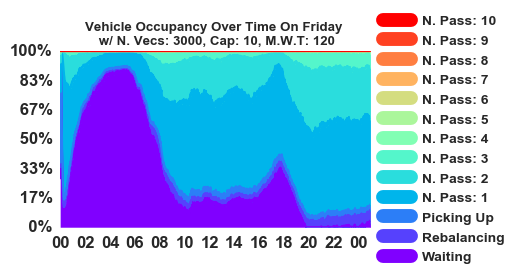 Vehicle Occupancy Over Time On Friday
w/ N. Vecs: 3000, Cap: 10, M.W.T: 120
100%
83%
67%
50%
33%
17%
0%
00 02 04 06 08 10 12 14 16 18 20 22 00
N. Pass: 10
N. Pass: 9
N. Pass: 8
N. Pass: 7
N. Pass: 6
N. Pass: 5
N. Pass: 4
N. Pass: 3
N. Pass: 2
N. Pass: 1
Picking Up
Rebalancing
Waiting